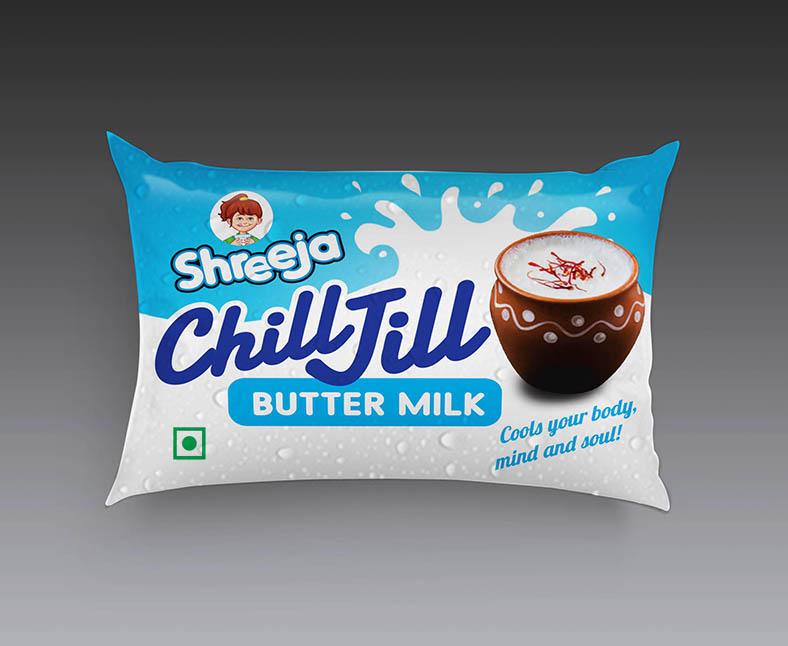 Shreeja
Chill Jill
BUTTER MILK
Cools your body,
mind and soul!